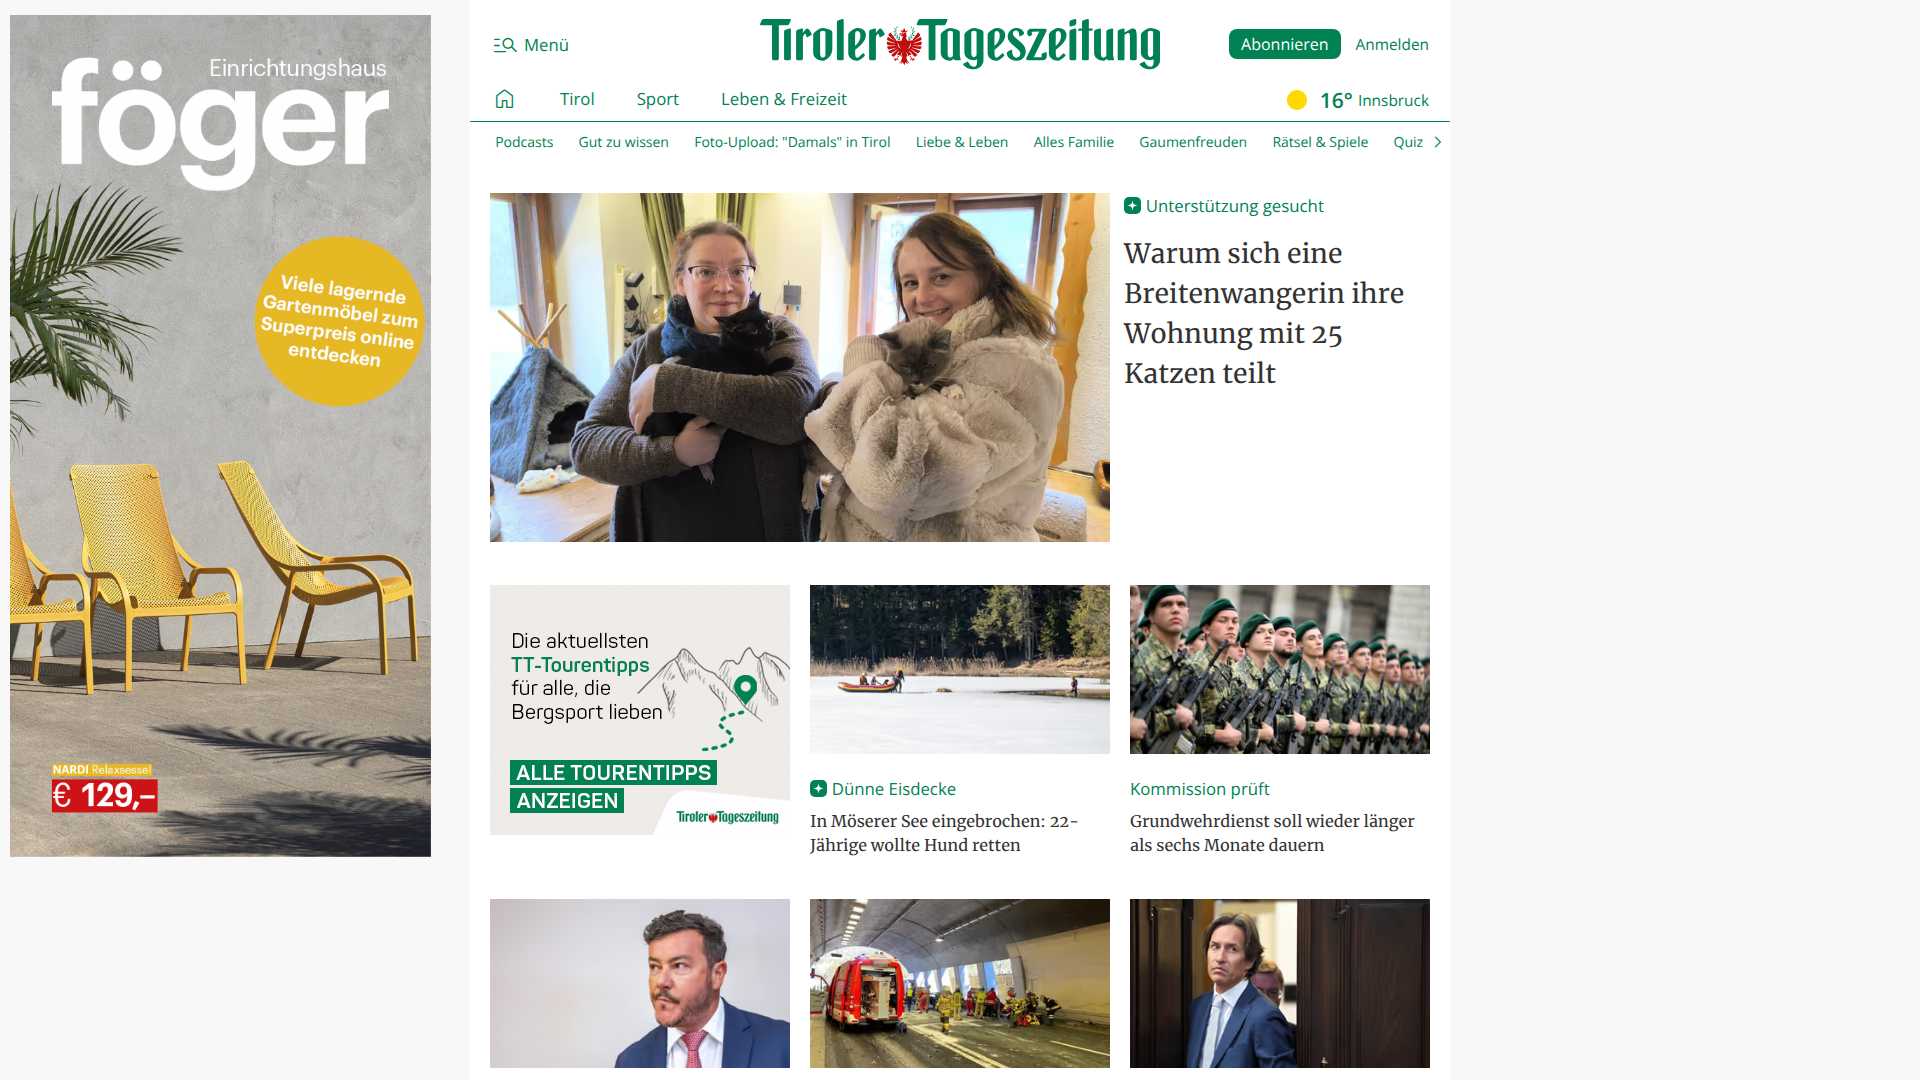 Einrichtungshaus
föger
Viele lagernde
Gartenmöbel zum
Superpreis online
entdecken
NARDI Relaxsessel
€ 129,–
Menü
Tiroler Tageszeitung
Abonnieren
Anmelden
Tirol
Sport
Leben & Freizeit
16° Innsbruck
Podcasts
Gut zu wissen
Foto-Upload: "Damals" in Tirol
Liebe & Leben
Alles Familie
Gaumenfreuden
Rätsel & Spiele
Quiz
Unterstützung gesucht
Warum sich eine
Breitenwangerin ihre
Wohnung mit 25
Katzen teilt
Die aktuellsten
TT-Tourentipps
für alle, die
Bergsport lieben
ALLE TOURENTIPPS
ANZEIGEN
Tiroler Tageszeitung
Dünne Eisdecke
In Möserer See eingebrochen: 22-
Jährige wollte Hund retten
Kommission prüft
Grundwehrdienst soll wieder länger
als sechs Monate dauern